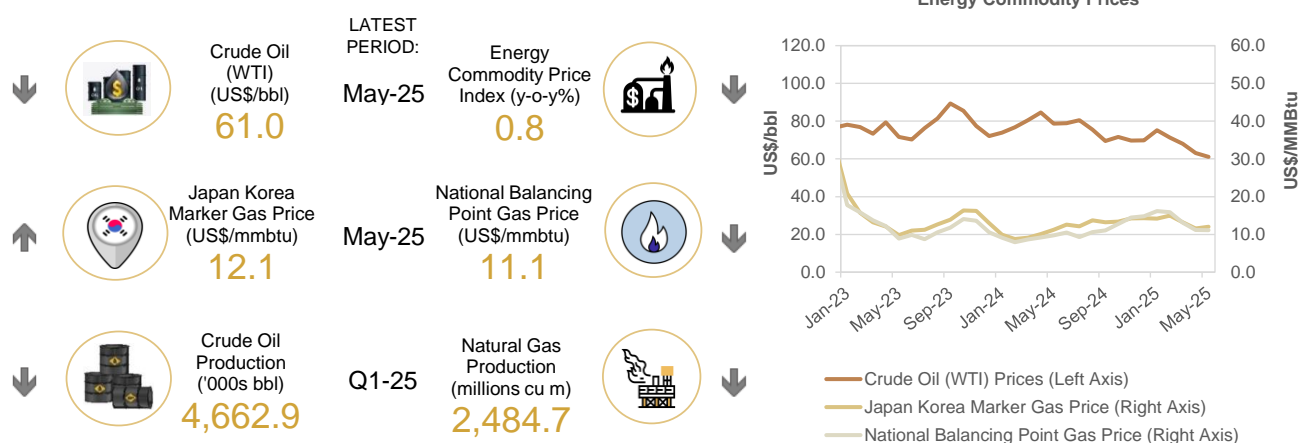 Energy Commodity Prices
LATEST
PERIOD:
Crude Oil
(WTI)
(US$/bbl)
61.0
May-25
Energy
Commodity Price
Index (y-o-y%)
0.8
$
Japan Korea
Marker Gas Price
(US$/mmbtu)
12.1
May-25
National Balancing
Point Gas Price
(US$/mmbtu)
11.1
Crude Oil
Production
('000s bbl)
4,662.9
Q1-25
Natural Gas
Production
(millions cu m)
2,484.7
US$/bbl
120.0
100.0
80.0
60.0
40.0
20.0
0.0
60.0
50.0
40.0
30.0
20.0
10.0
0.0
US$/MMBtu
Jan-23
May-23
Sep-23
Jan-24
May-24
Sep-24
Jan-25
May-25
Crude Oil (WTI) Prices (Left Axis)
Japan Korea Marker Gas Price (Right Axis)
National Balancing Point Gas Price (Right Axis)